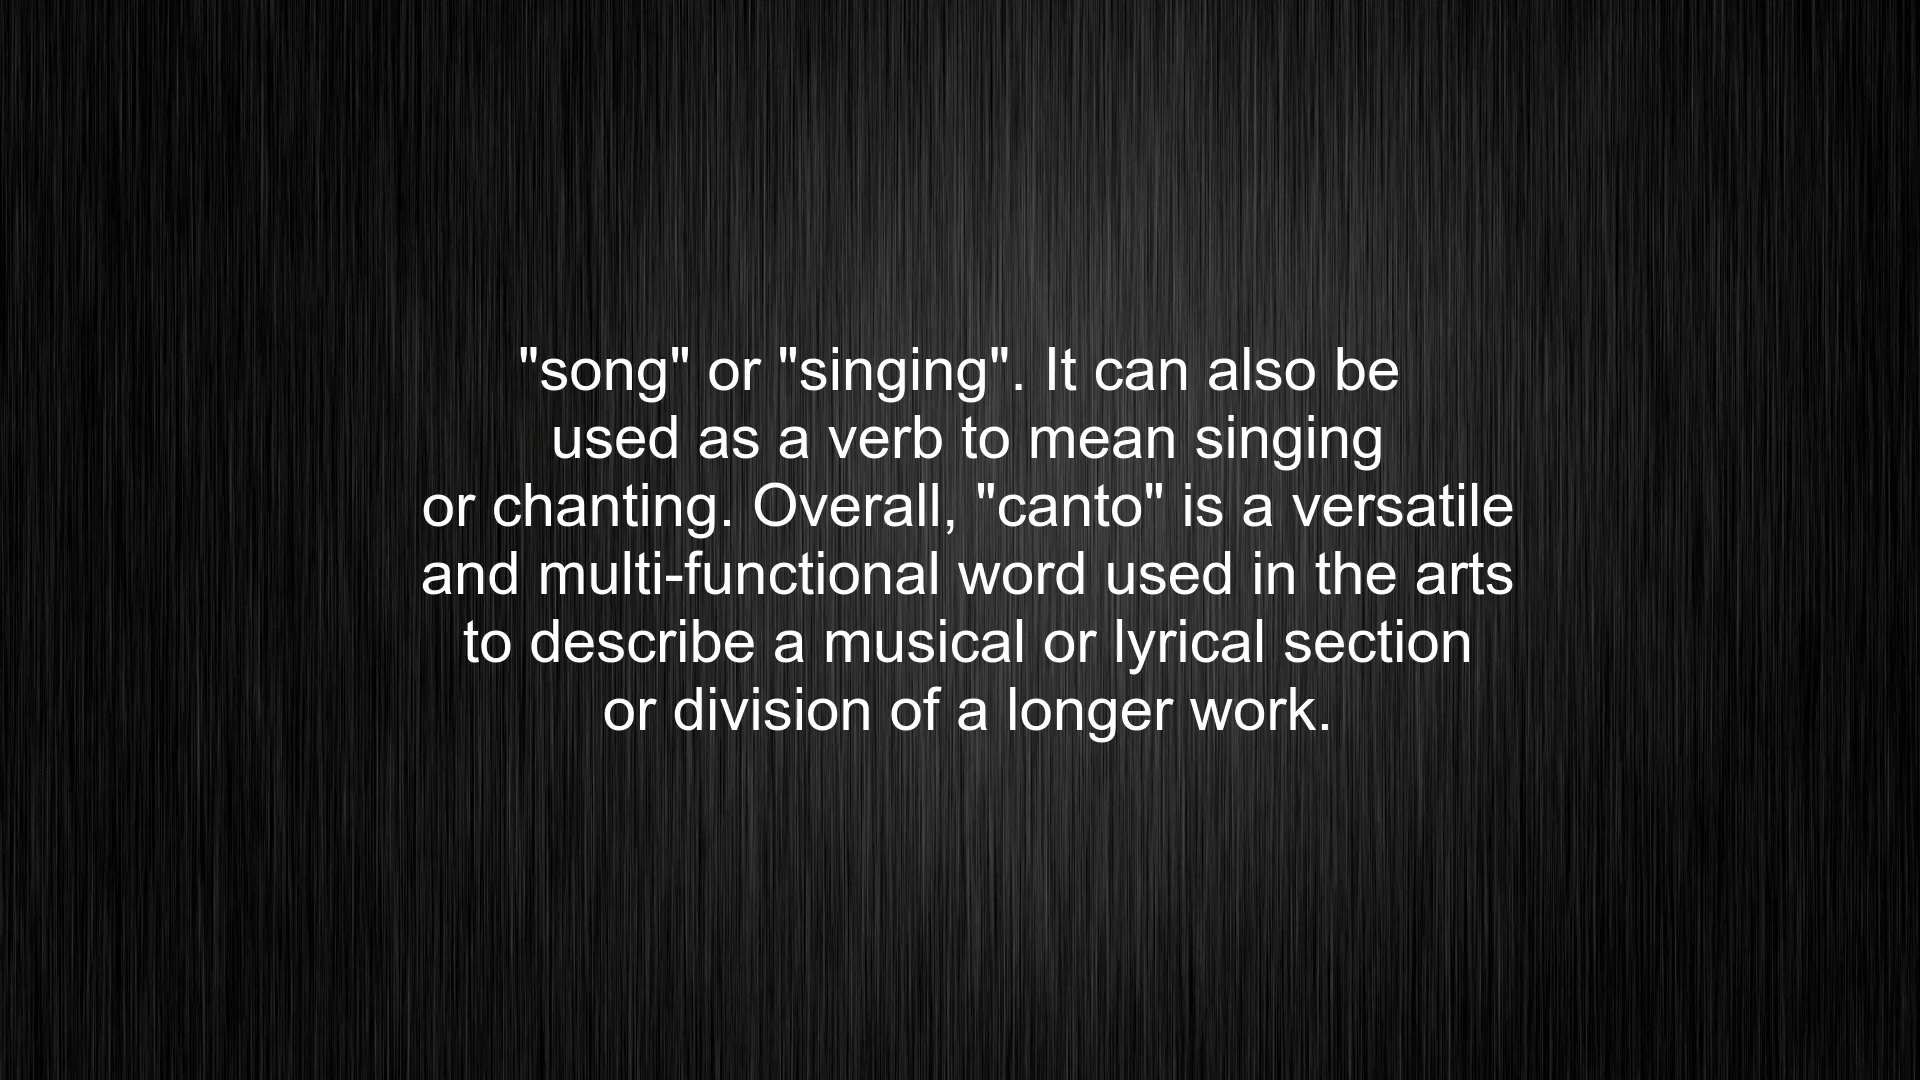 "song" or "singing". It can also be
used as a verb to mean singing
or chanting. Overall, "canto" is a versatile
and multi-functional word used in the arts
to describe a musical or lyrical section
or division of a longer work.